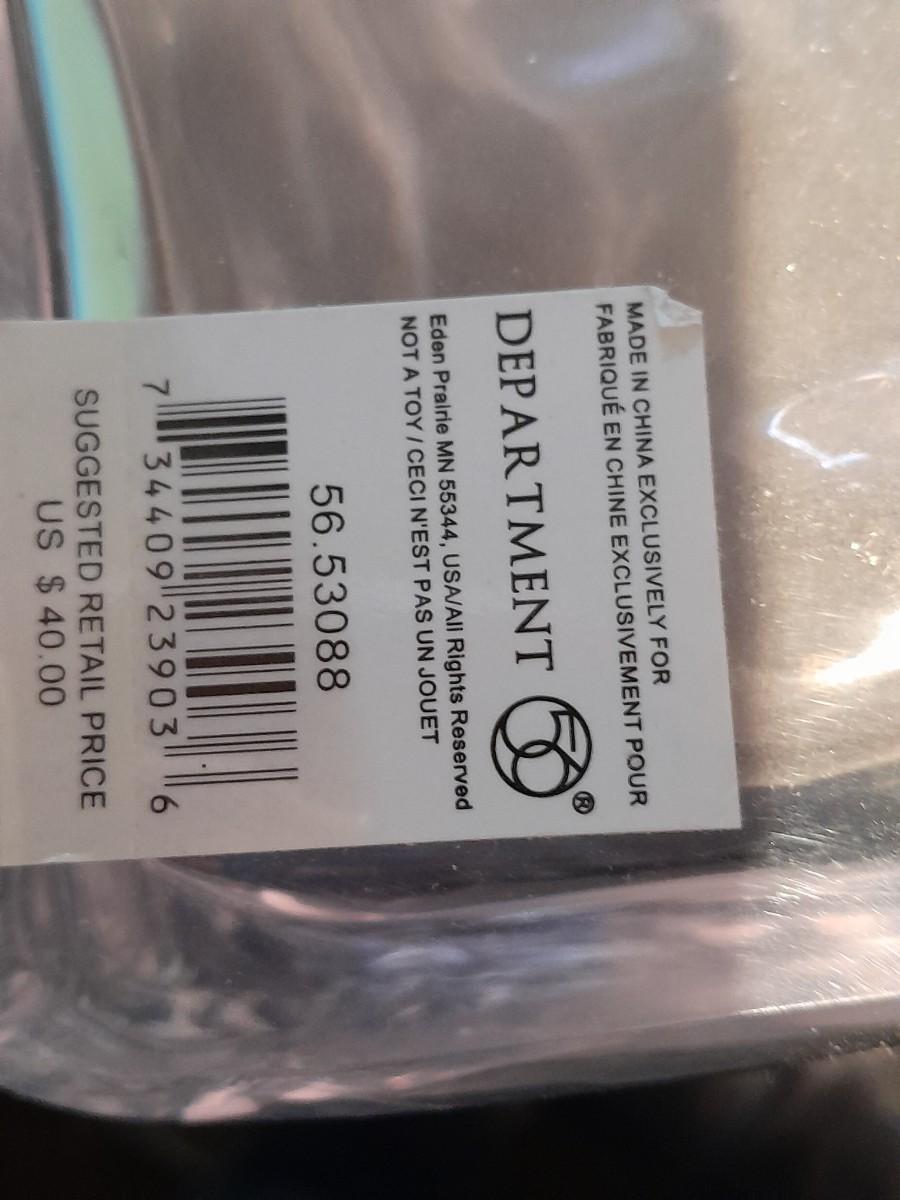 MADE IN CHINA EXCLUSIVELY FOR
FABRIQUÉ EN CHINE EXCLUSIVEMENT POUR
DEPARTMENT 56®
Eden Prairie MN 55344, USA/All Rights Reserved
NOT A TOY / CECI N'EST PAS UN JOUET
56.53088
7 34409 23903 6
SUGGESTED RETAIL PRICE
US $ 40.00